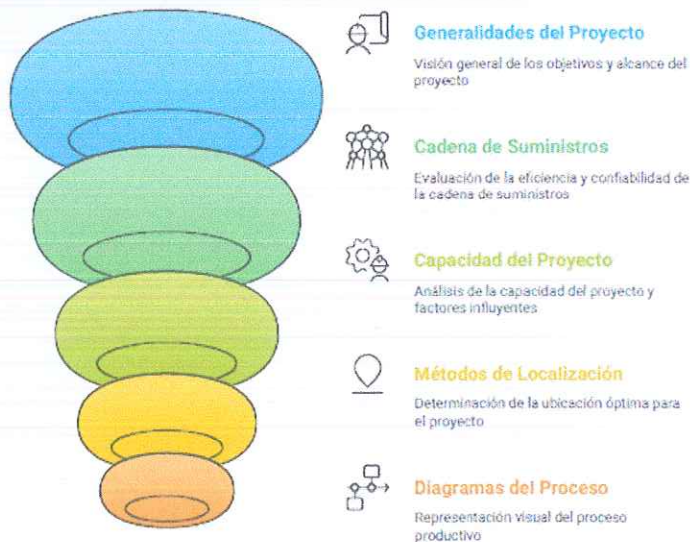 Generalidades del Proyecto
Visión general de los objetivos y alcance del
proyecto
Cadena de Suministros
Evaluación de la eficiencia y confiabilidad de
la cadena de suministros
Capacidad del Proyecto
Análisis de la capacidad del proyecto y
factores influyentes
Métodos de Localización
Determinación de la ubicación óptima para
el proyecto
Diagramas del Proceso
Representación visual del proceso
productivo